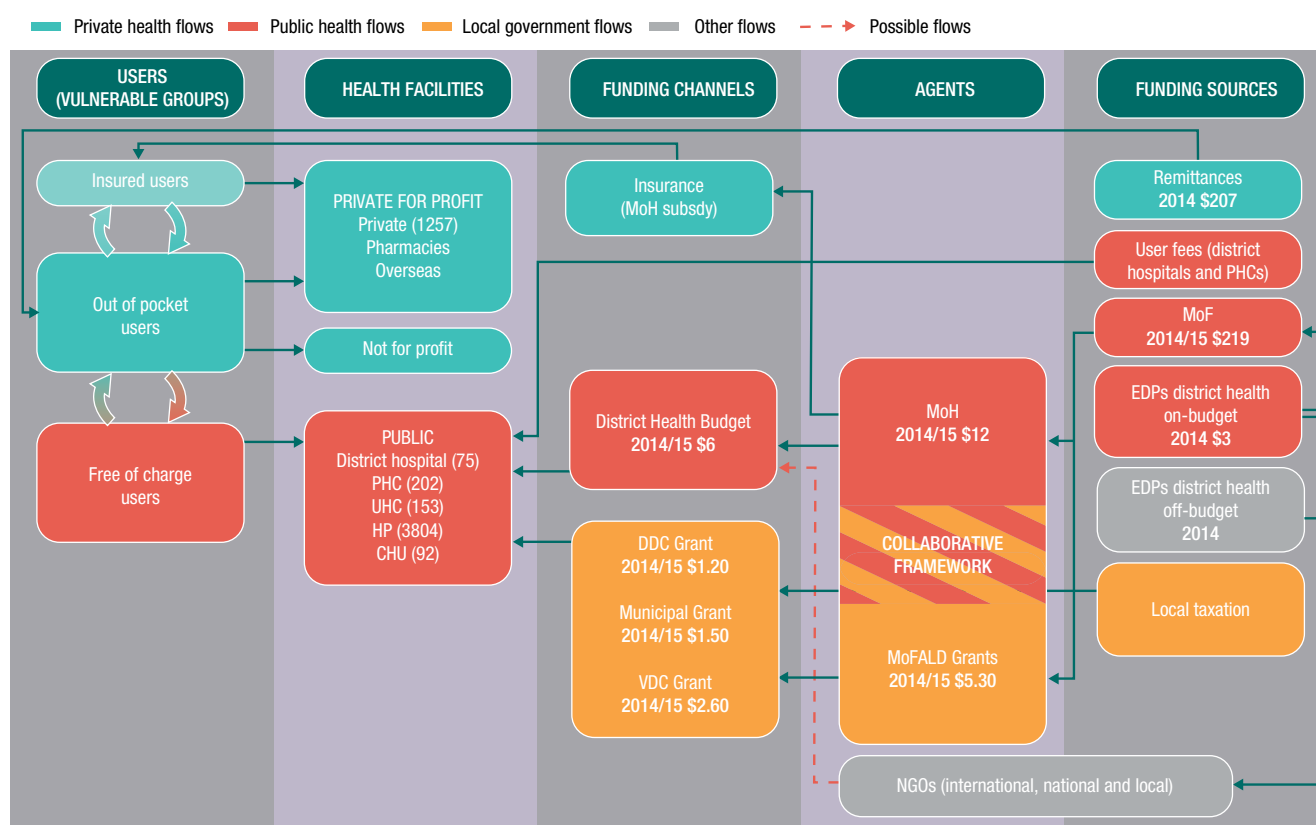 Private health flows
Public health flows
Local government flows
Other flows
Possible flows
USERS
(VULNERABLE GROUPS)
HEALTH FACILITIES
FUNDING CHANNELS
AGENTS
FUNDING SOURCES
Insured users
Out of pocket
users
Free of charge
users
PRIVATE FOR PROFIT
Private (1257)
Pharmacies
Overseas
Not for profit
PUBLIC
District hospital (75)
PHC (202)
UHC (153)
HP (3804)
CHU (92)
Insurance
(MoH subsdy)
District Health Budget
2014/15 $6
DDC Grant
2014/15 $1.20
Municipal Grant
2014/15 $1.50
VDC Grant
2014/15 $2.60
MoH
2014/15 $12
COLLABORATIVE
FRAMEWORK
MoFALD Grants
2014/15 $5.30
NGOs (international, national and local)
Remittances
2014 $207
User fees (district
hospitals and PHCs)
MoF
2014/15 $219
EDPs district health
on-budget
2014 $3
EDPs district health
off-budget
2014
Local taxation